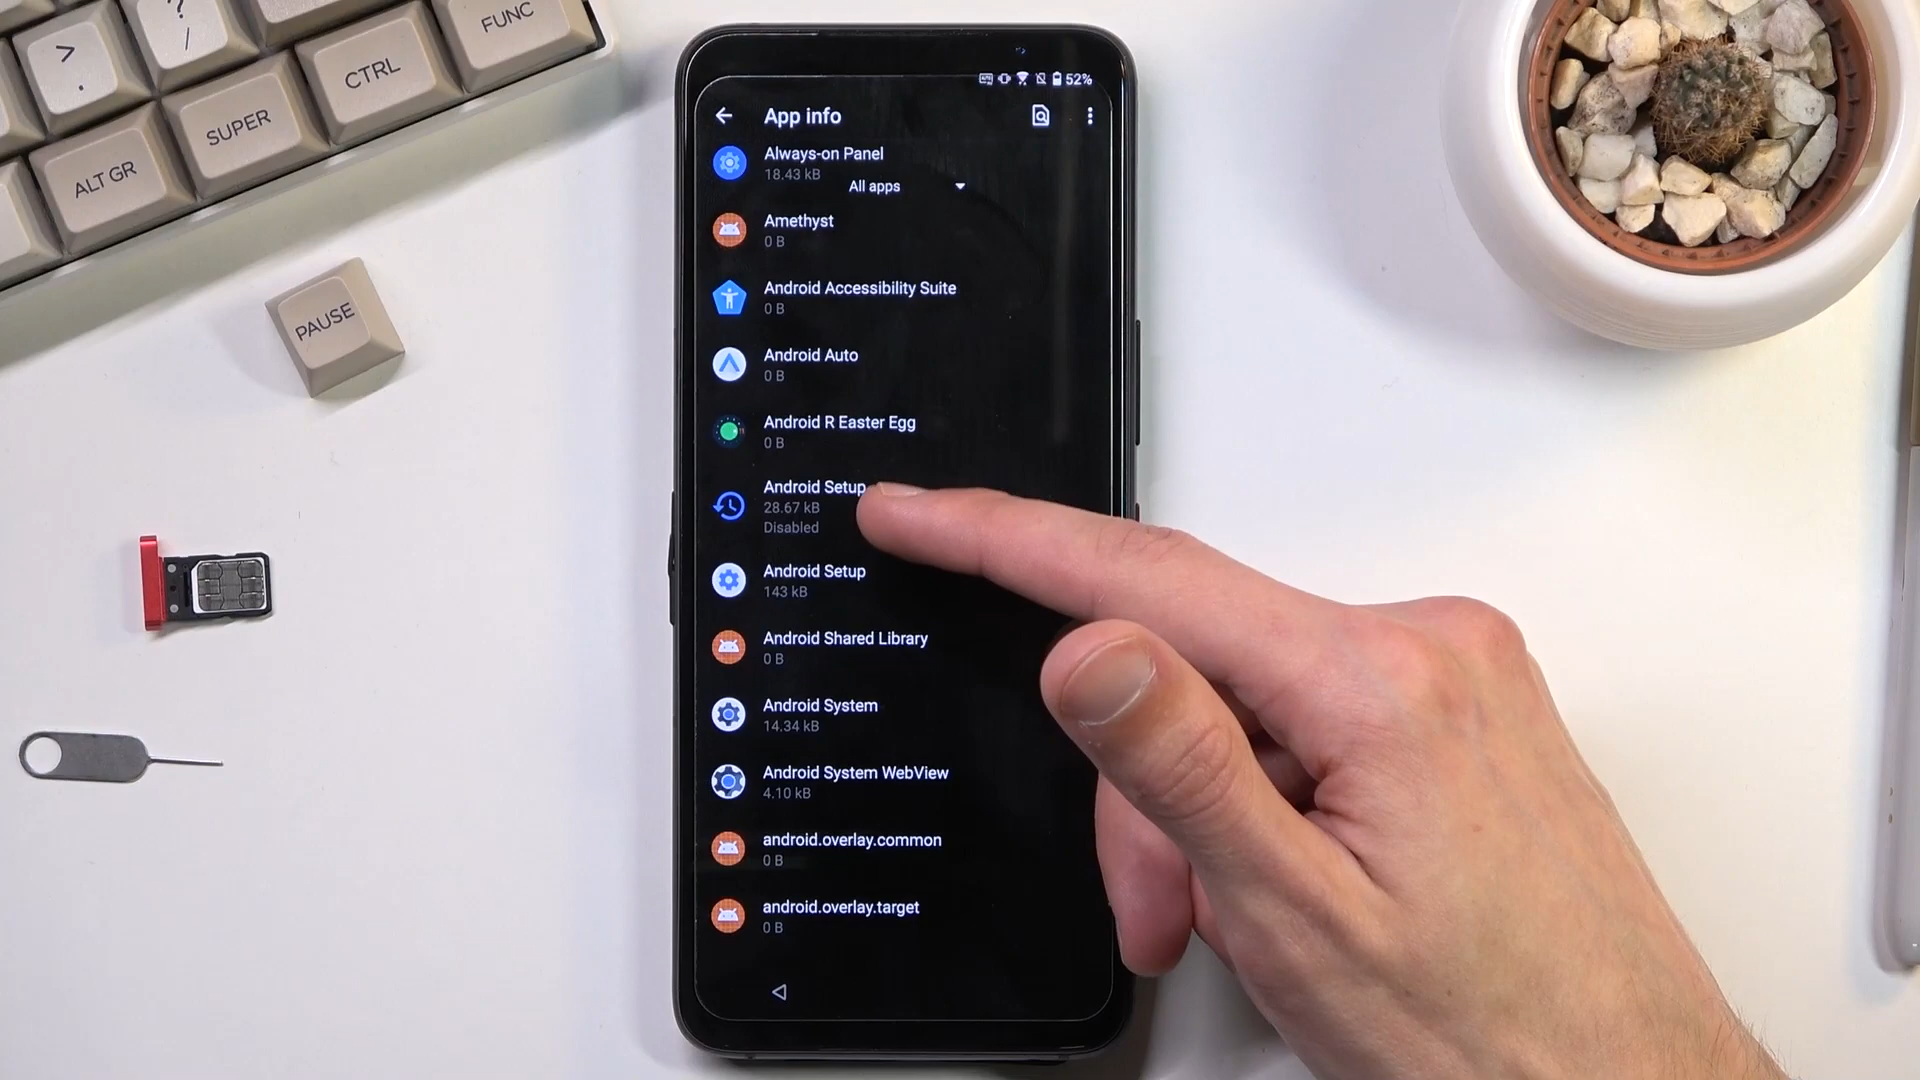 >
.
?
/
FUNC
CTRL
SUPER
ALT GR
PAUSE
52%
App info
Always-on Panel
18.43 kB
All apps
Amethyst
0 B
Android Accessibility Suite
0 B
Android Auto
0 B
Android R Easter Egg
0 B
Android Setup
28.67 kB
Disabled
Android Setup
143 kB
Android Shared Library
0 B
Android System
14.34 kB
Android System WebView
4.10 kB
android.overlay.common
0 B
android.overlay.target
0 B